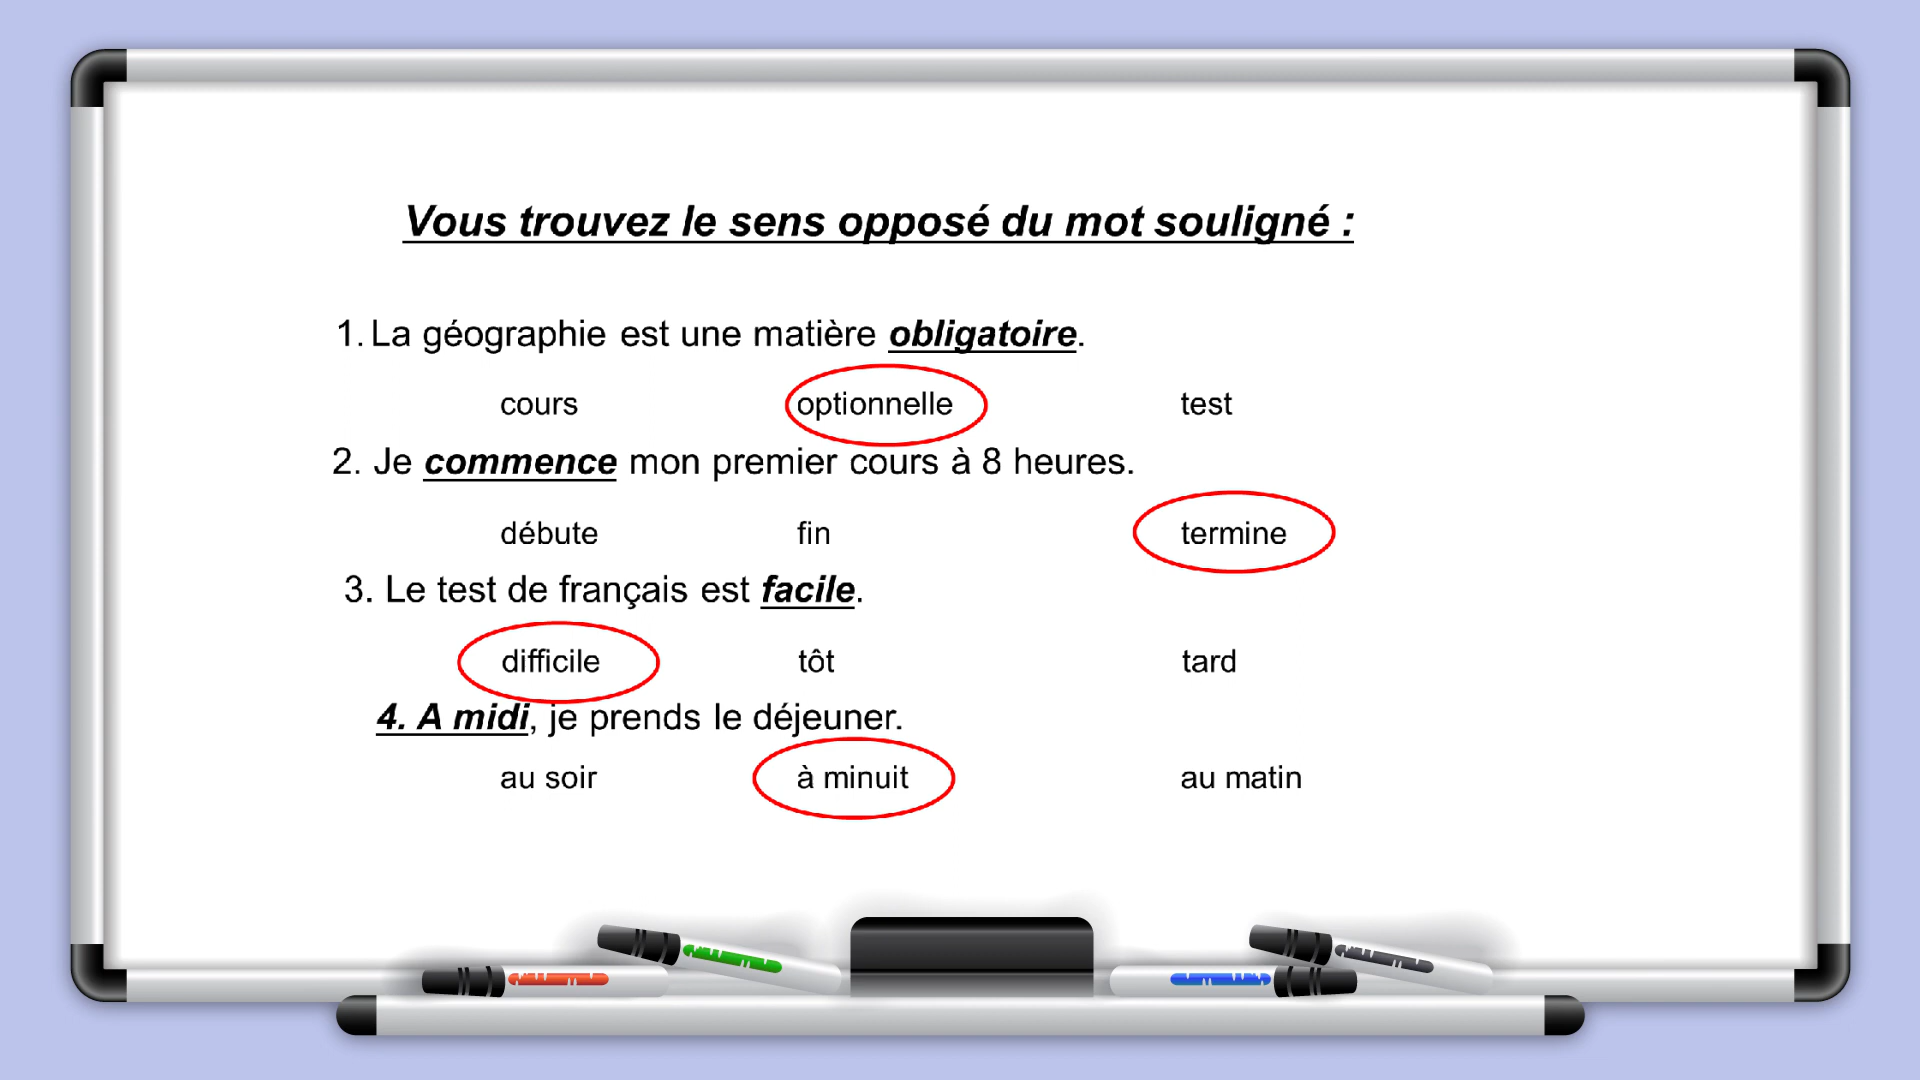 Vous trouvez le sens opposé du mot souligné :
1. La géographie est une matière obligatoire.
cours optionnelle test
2. Je commence mon premier cours à 8 heures.
débute fin termine
3. Le test de français est facile.
difficile tôt tard
4. A midi, je prends le déjeuner.
au soir à minuit au matin